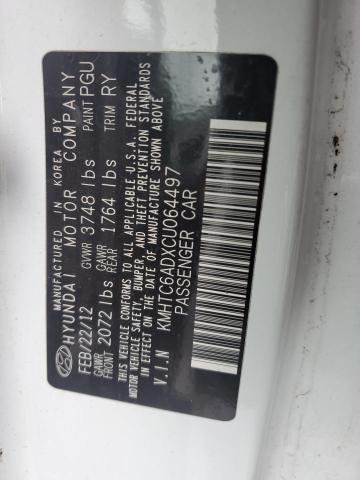 MANUFACTURED IN KOREA BY
HYUNDAI MOTOR COMPANY
FEB/22/12 GVWR 3748 lbs PAINT PGU
GAWR FRONT 2072 lbs GAWR REAR 1764 lbs TRIM RY
THIS VEHICLE CONFORMS TO ALL APPLICABLE U.S.A. FEDERAL
MOTOR VEHICLE SAFETY, BUMPER, AND THEFT PREVENTION STANDARDS
IN EFFECT ON THE DATE OF MANUFACTURE SHOWN ABOVE
V.I.N KMHTC6ADXCU064497
PASSENGER CAR